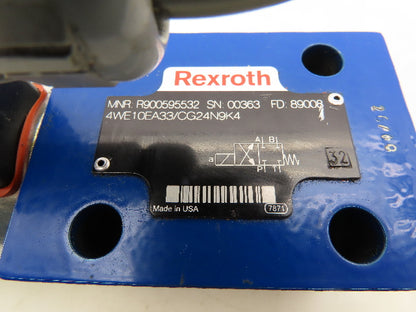 Rexroth
MNR: R900595532 SN: 00363 FD: 89008
4WE10EA33/CG24N9K4
A B
a
P T
32
Made in USA
7871